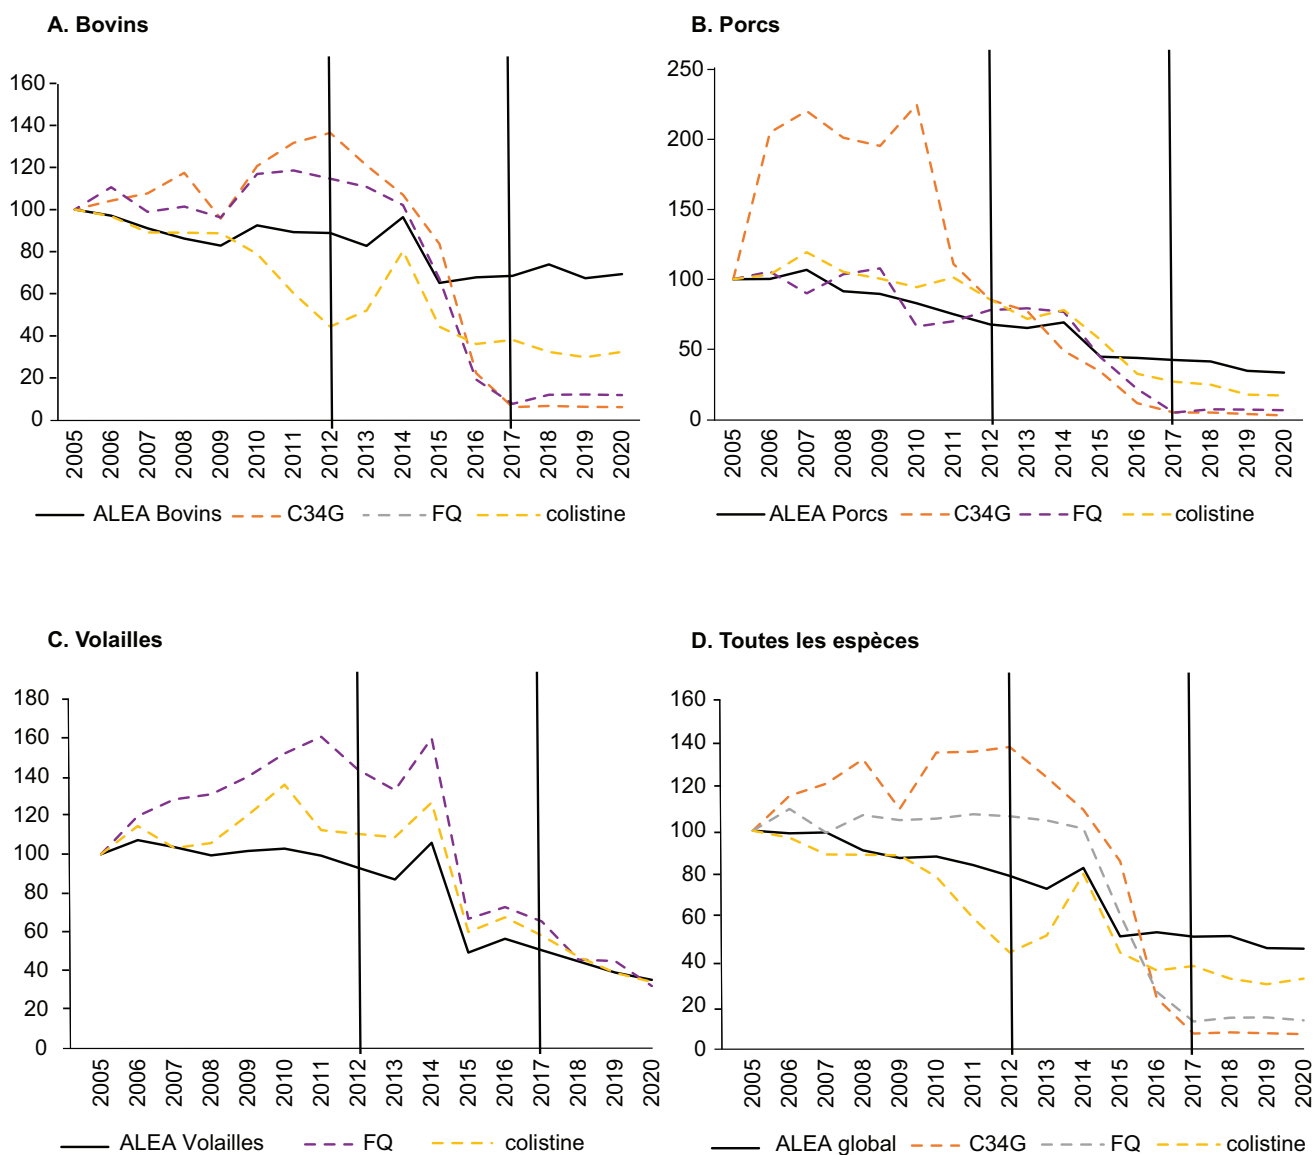 A. Bovins
160
140
120
100
80
60
40
20
0
2005 2006 2007 2008 2009 2010 2011 2012 2013 2014 2015 2016 2017 2018 2019 2020
ALEA Bovins C34G FQ colistine
B. Porcs
250
200
150
100
50
0
2005 2006 2007 2008 2009 2010 2011 2012 2013 2014 2015 2016 2017 2018 2019 2020
ALEA Porcs C34G FQ colistine
C. Volailles
180
160
140
120
100
80
60
40
20
0
2005 2006 2007 2008 2009 2010 2011 2012 2013 2014 2015 2016 2017 2018 2019 2020
ALEA Volailles FQ colistine
D. Toutes les espèces
160
140
120
100
80
60
40
20
0
2005 2006 2007 2008 2009 2010 2011 2012 2013 2014 2015 2016 2017 2018 2019 2020
ALEA global C34G FQ colistine